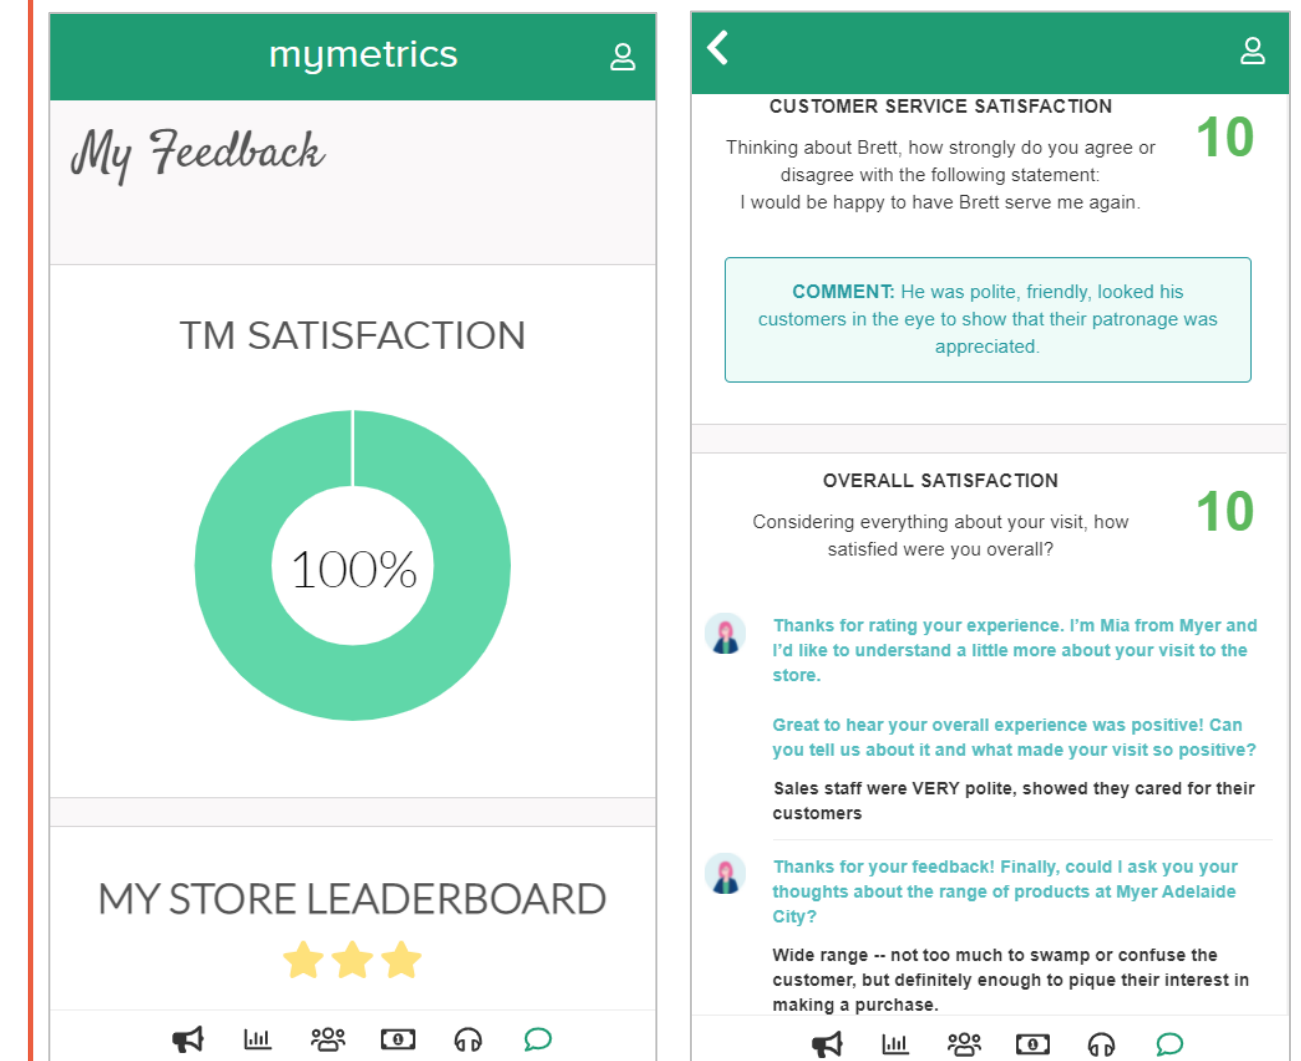 mymetrics
My Feedback
TM SATISFACTION
100%
MY STORE LEADERBOARD
CUSTOMER SERVICE SATISFACTION
10
Thinking about Brett, how strongly do you agree or
disagree with the following statement:
I would be happy to have Brett serve me again.
COMMENT: He was polite, friendly, looked his
customers in the eye to show that their patronage was
appreciated.
OVERALL SATISFACTION
10
Considering everything about your visit, how
satisfied were you overall?
Thanks for rating your experience. I'm Mia from Myer and
I'd like to understand a little more about your visit to the
store.
Great to hear your overall experience was positive! Can
you tell us about it and what made your visit so positive?
Sales staff were VERY polite, showed they cared for their
customers
Thanks for your feedback! Finally, could I ask you your
thoughts about the range of products at Myer Adelaide
City?
Wide range -- not too much to swamp or confuse the
customer, but definitely enough to pique their interest in
making a purchase.